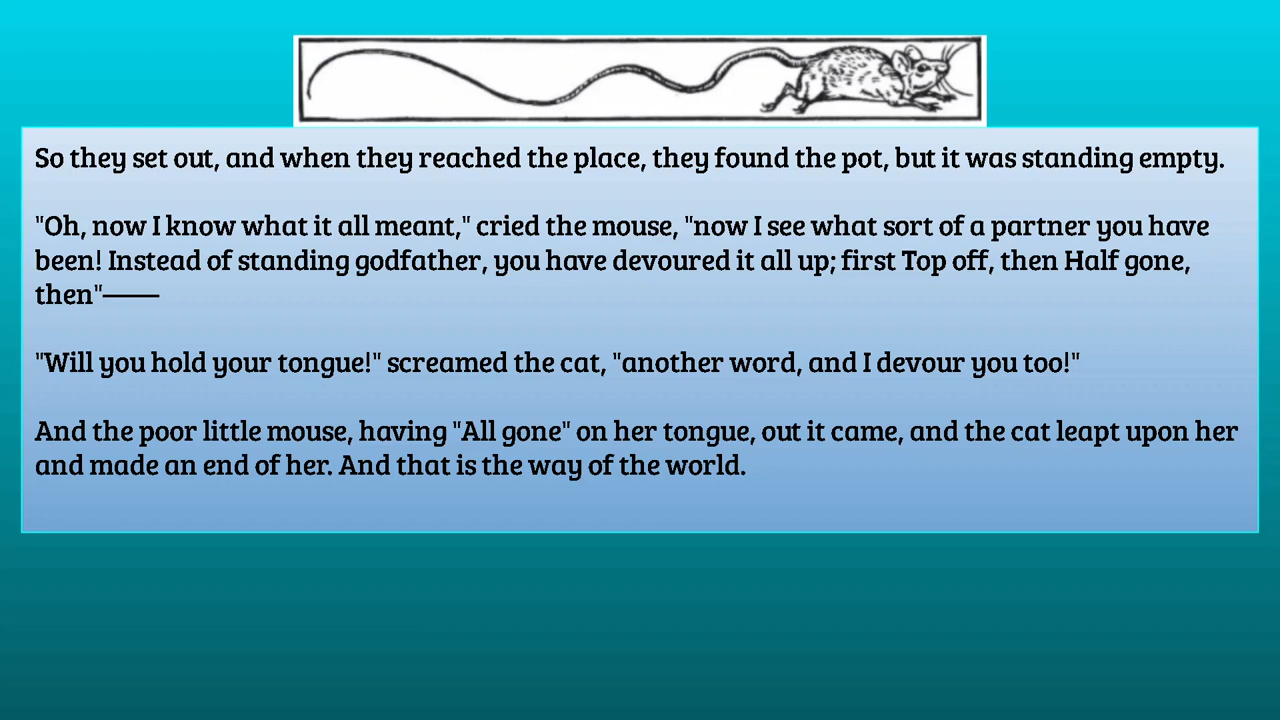 So they set out, and when they reached the place, they found the pot, but it was standing empty.
"Oh, now I know what it all meant," cried the mouse, "now I see what sort of a partner you have
been! Instead of standing godfather, you have devoured it all up; first Top off, then Half gone,
then"——
"Will you hold your tongue!" screamed the cat, "another word, and I devour you too!"
And the poor little mouse, having "All gone" on her tongue, out it came, and the cat leapt upon her
and made an end of her. And that is the way of the world.